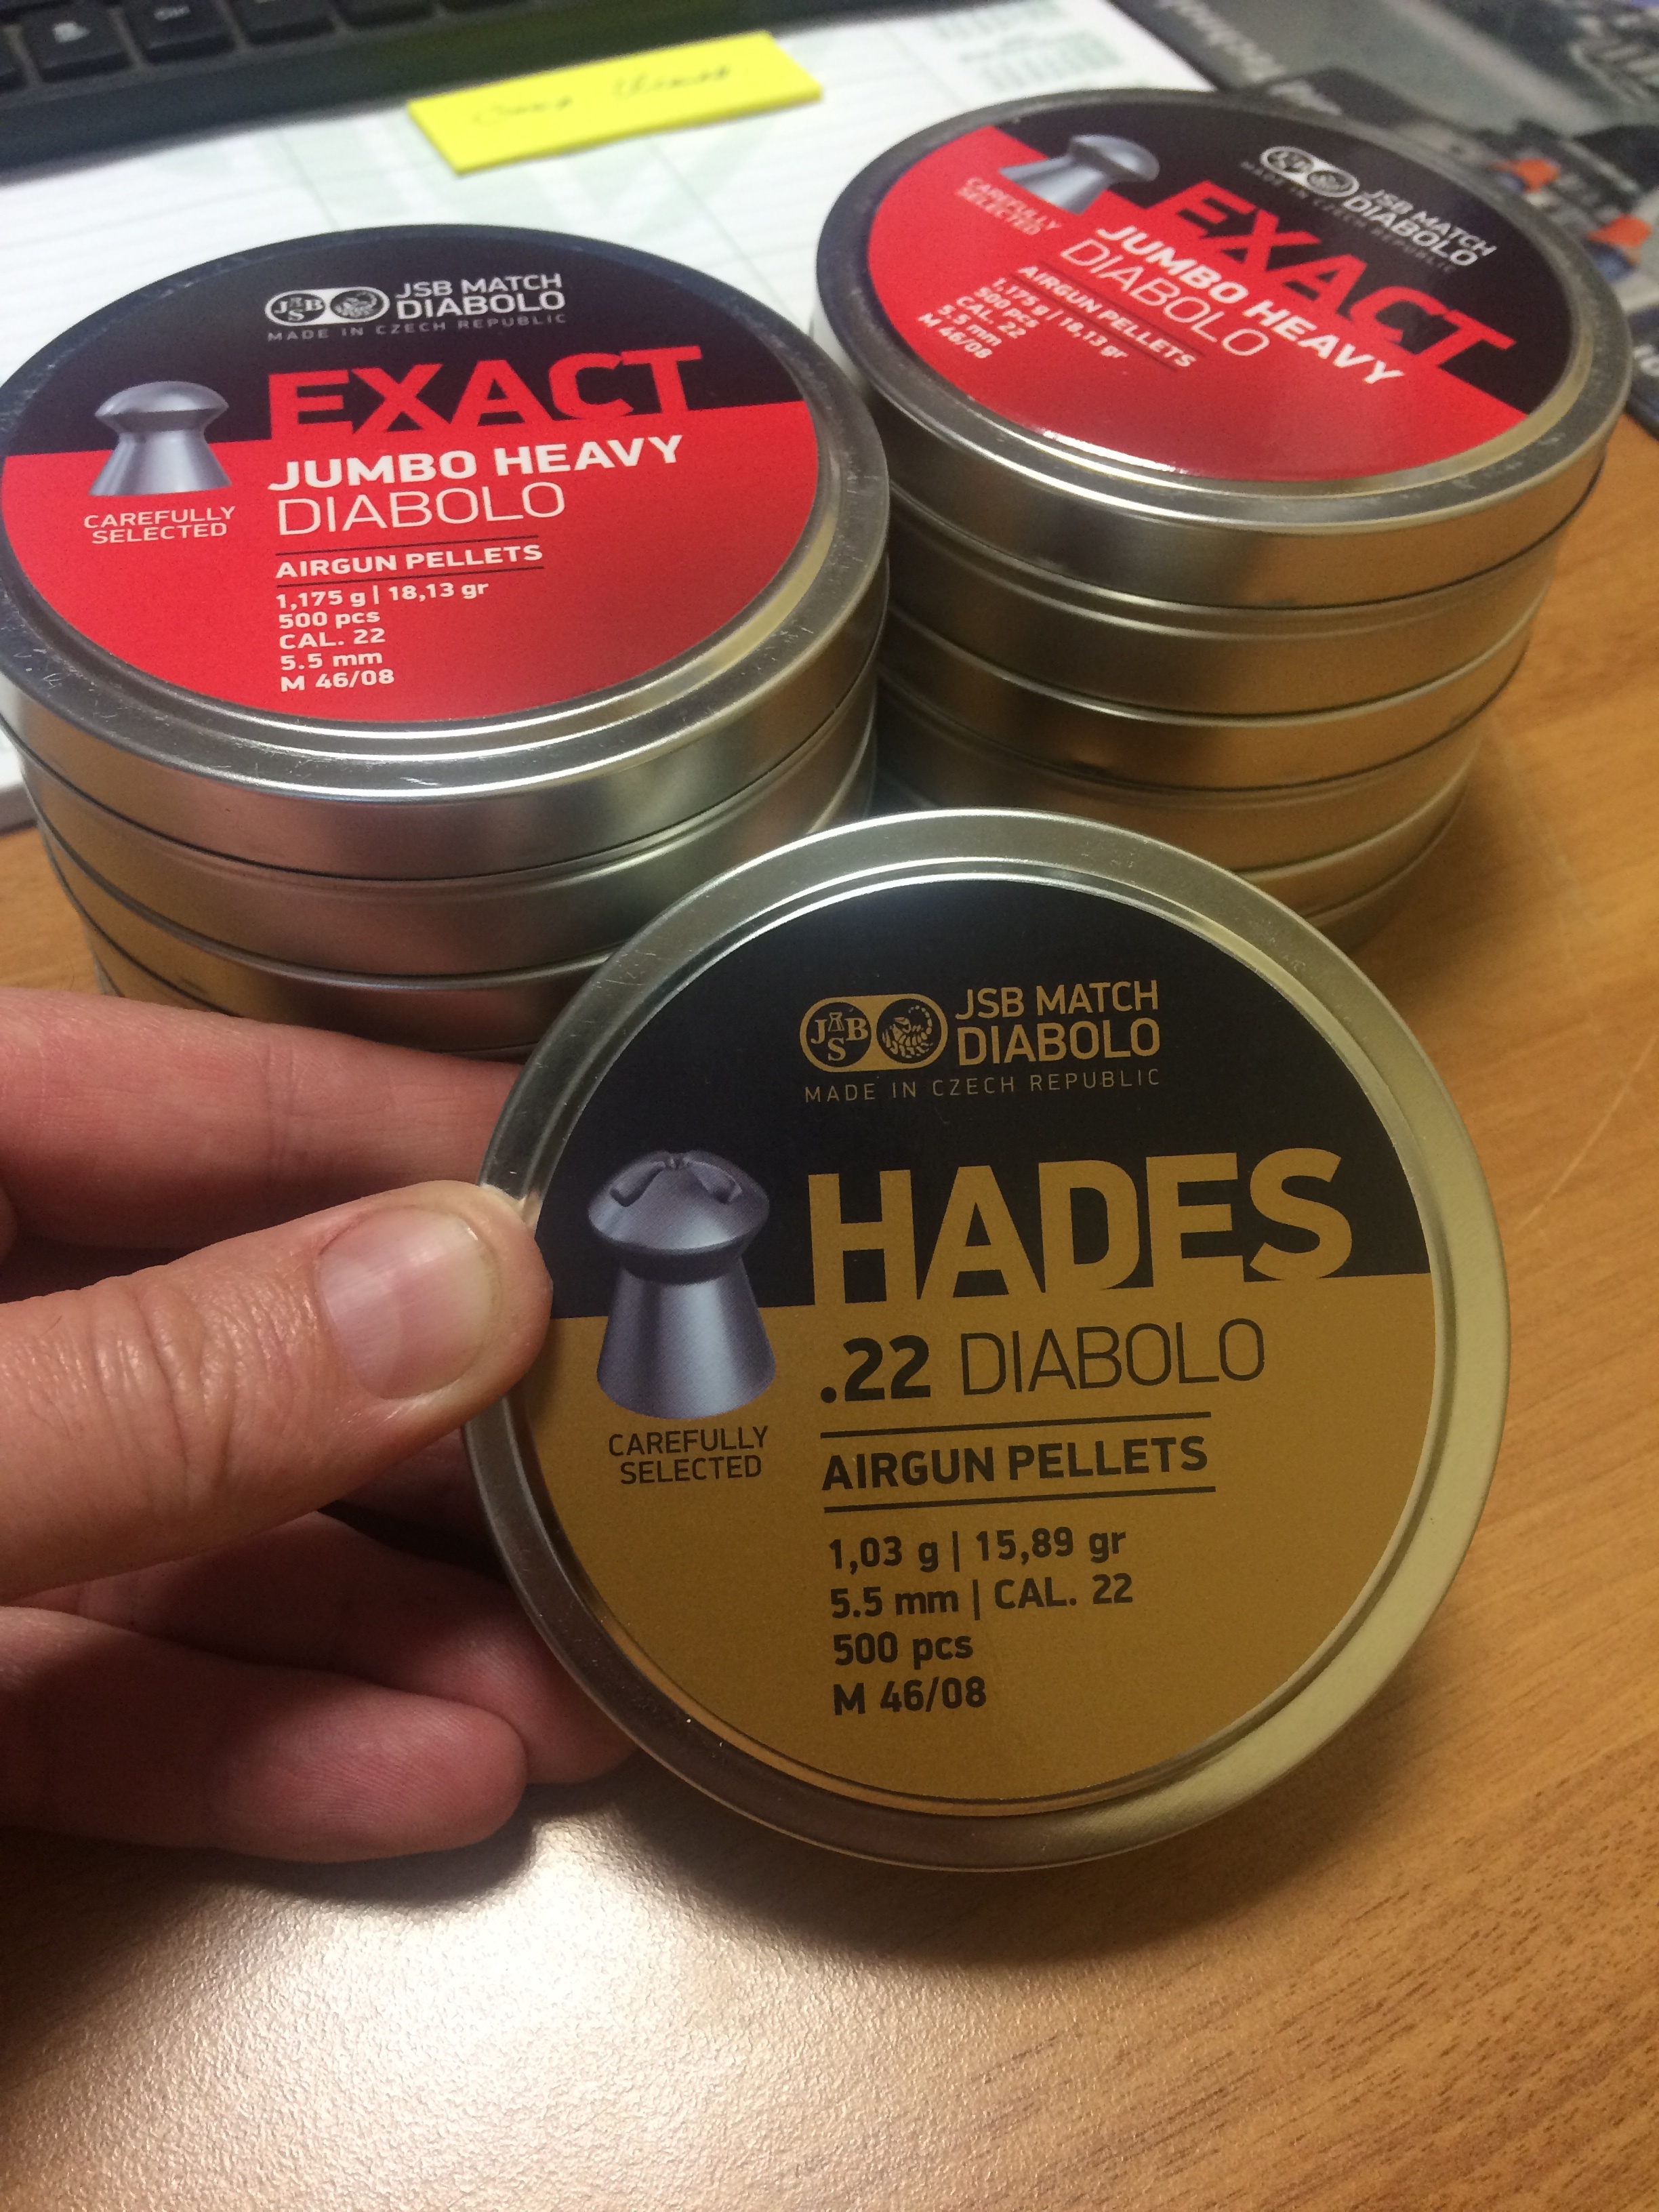 JSB
JSB MATCH
DIABOLO
MADE IN CZECH REPUBLIC
EXACT
JUMBO HEAVY
DIABOLO
CAREFULLY
SELECTED
AIRGUN PELLETS
1,175 g | 18,13 gr
500 pcs
CAL. 22
5.5 mm
M 46/08
JSB
JSB MATCH
DIABOLO
MADE IN CZECH REPUBLIC
EXACT
JUMBO HEAVY
DIABOLO
CAREFULLY
SELECTED
AIRGUN PELLETS
1,175 g | 18,13 gr
500 pcs
CAL. 22
5.5 mm
M 46/08
JSB
JSB MATCH
DIABOLO
MADE IN CZECH REPUBLIC
HADES
.22 DIABOLO
CAREFULLY
SELECTED
AIRGUN PELLETS
1,03 g | 15,89 gr
5.5 mm | CAL. 22
500 pcs
M 46/08